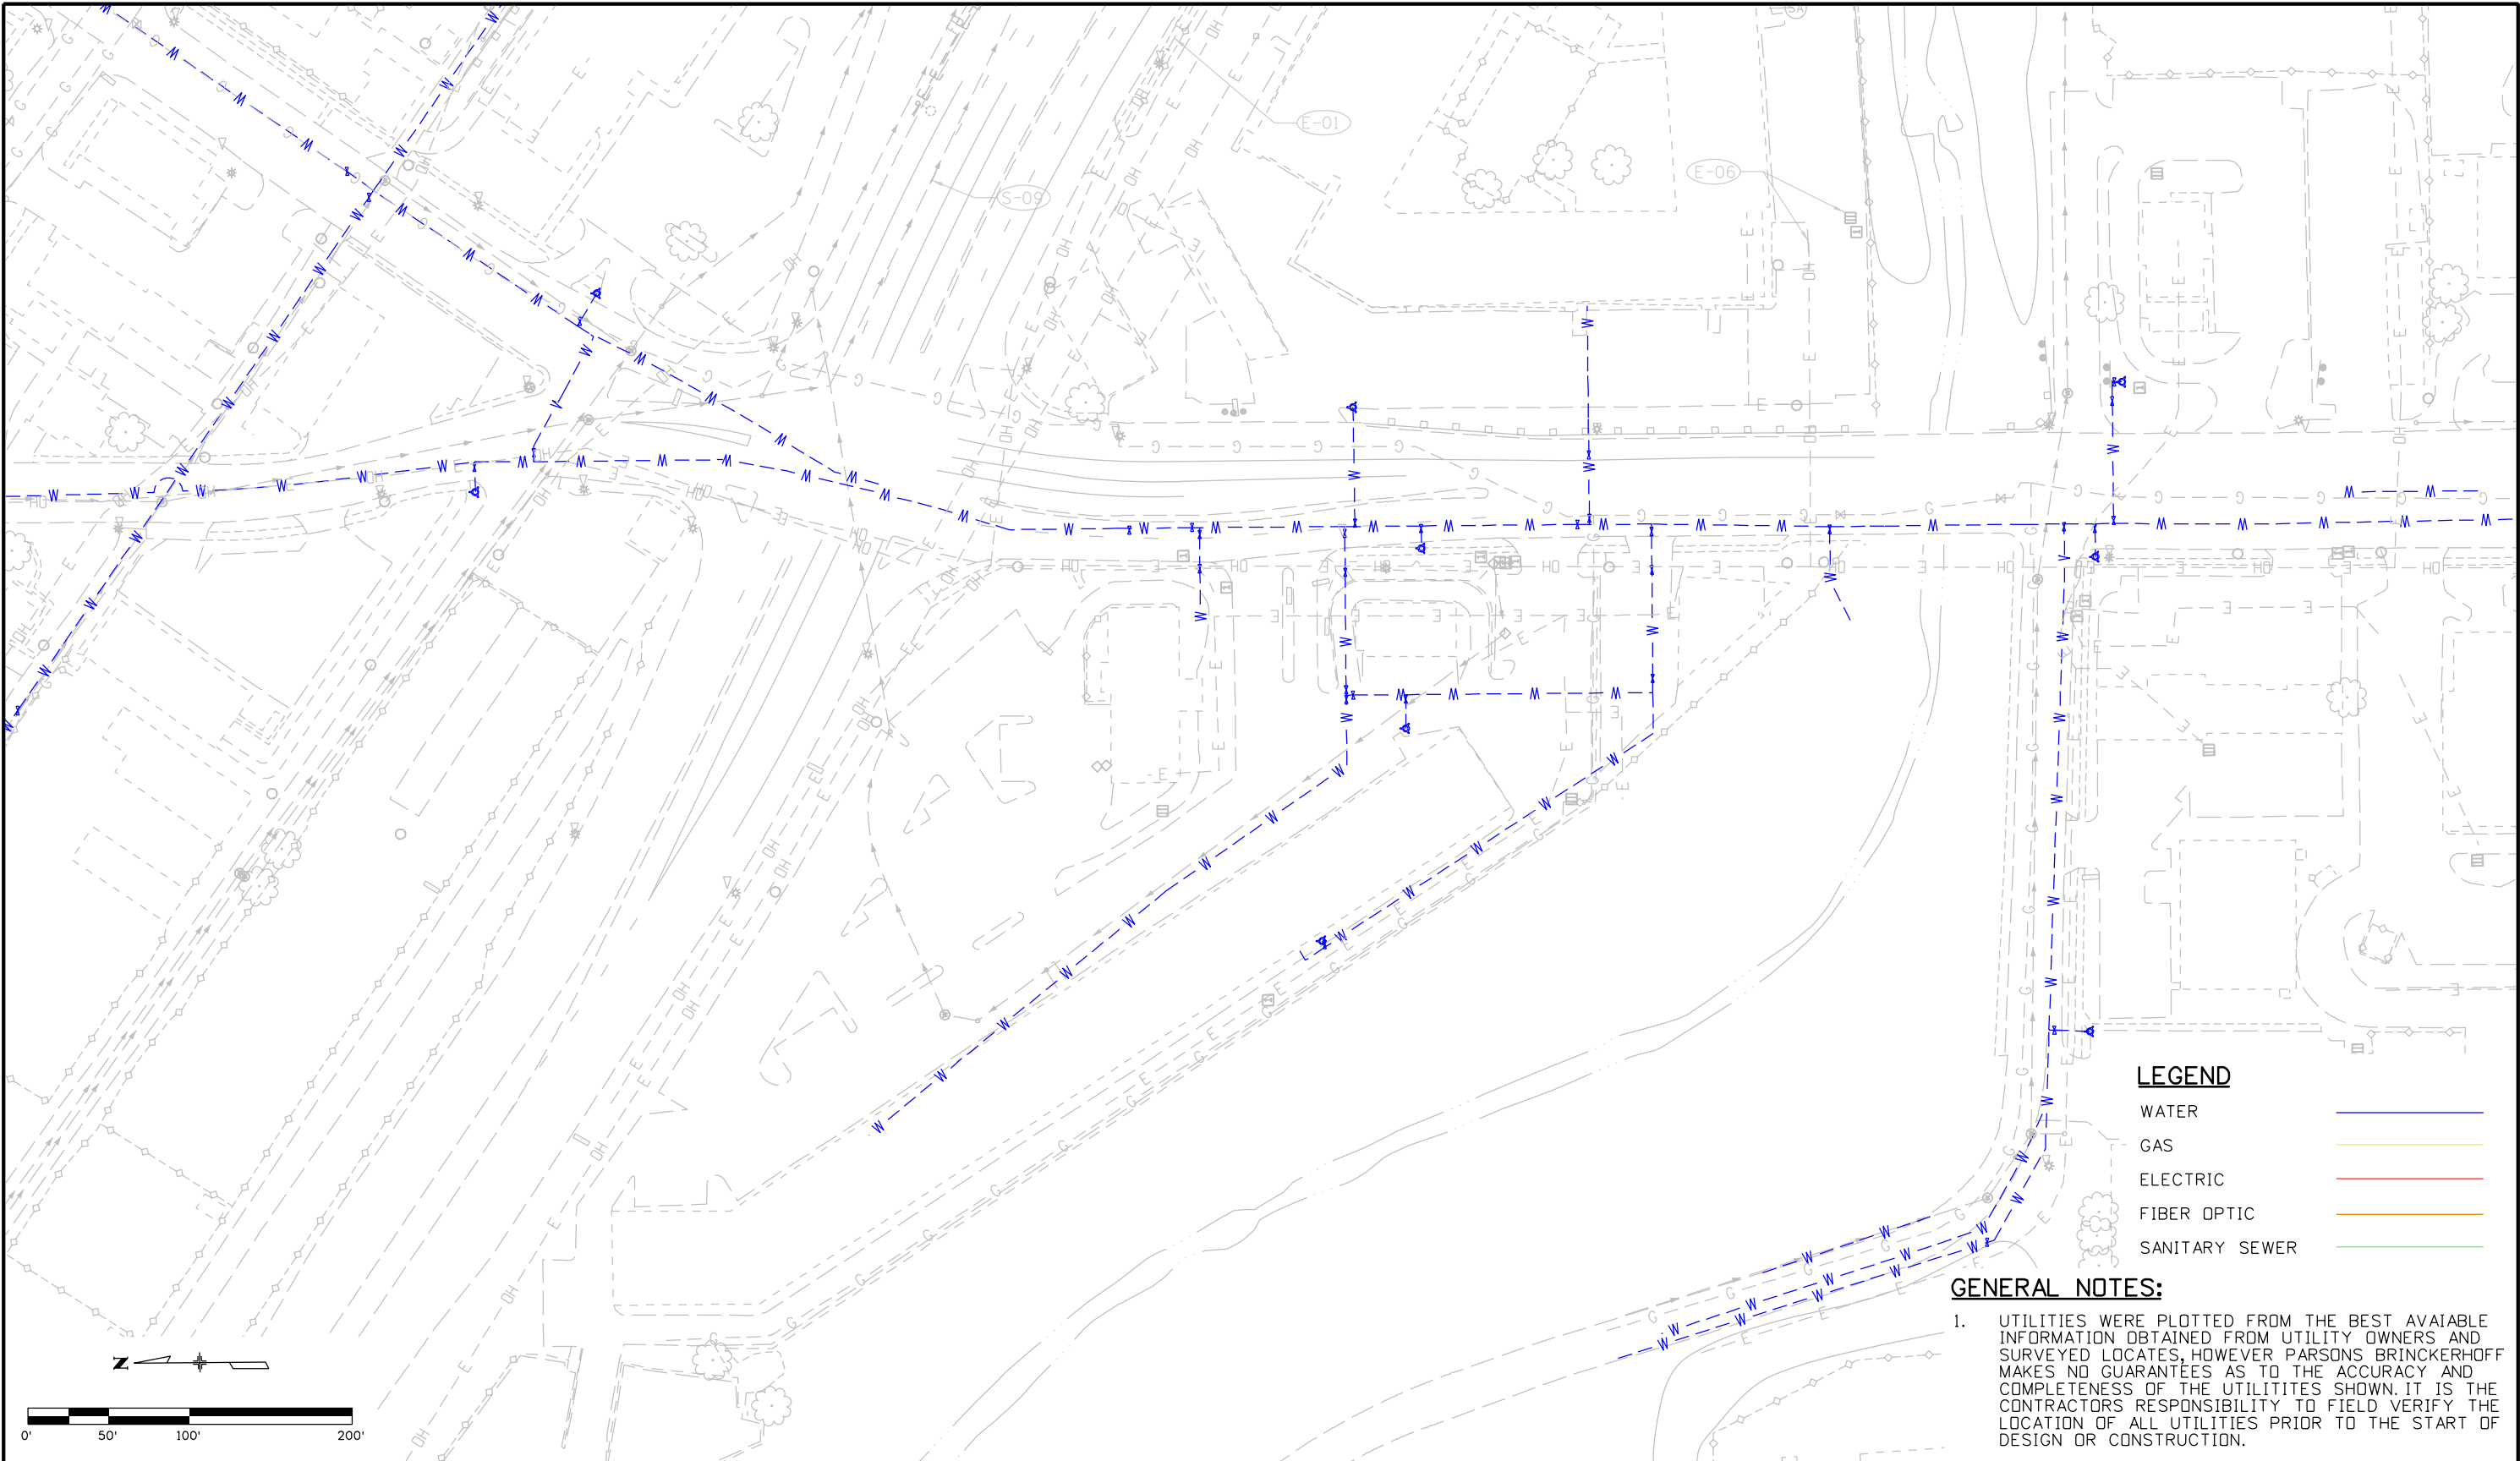 S-09
E-01
E-06
SA
LEGEND
WATER
GAS
ELECTRIC
FIBER OPTIC
SANITARY SEWER
GENERAL NOTES:
1. UTILITIES WERE PLOTTED FROM THE BEST AVAIABLE
INFORMATION OBTAINED FROM UTILITY OWNERS AND
SURVEYED LOCATES, HOWEVER PARSONS BRINCKERHOFF
MAKES NO GUARANTEES AS TO THE ACCURACY AND
COMPLETENESS OF THE UTILITITES SHOWN. IT IS THE
CONTRACTORS RESPONSIBILITY TO FIELD VERIFY THE
LOCATION OF ALL UTILITIES PRIOR TO THE START OF
DESIGN OR CONSTRUCTION.
N
0' 50' 100' 200'